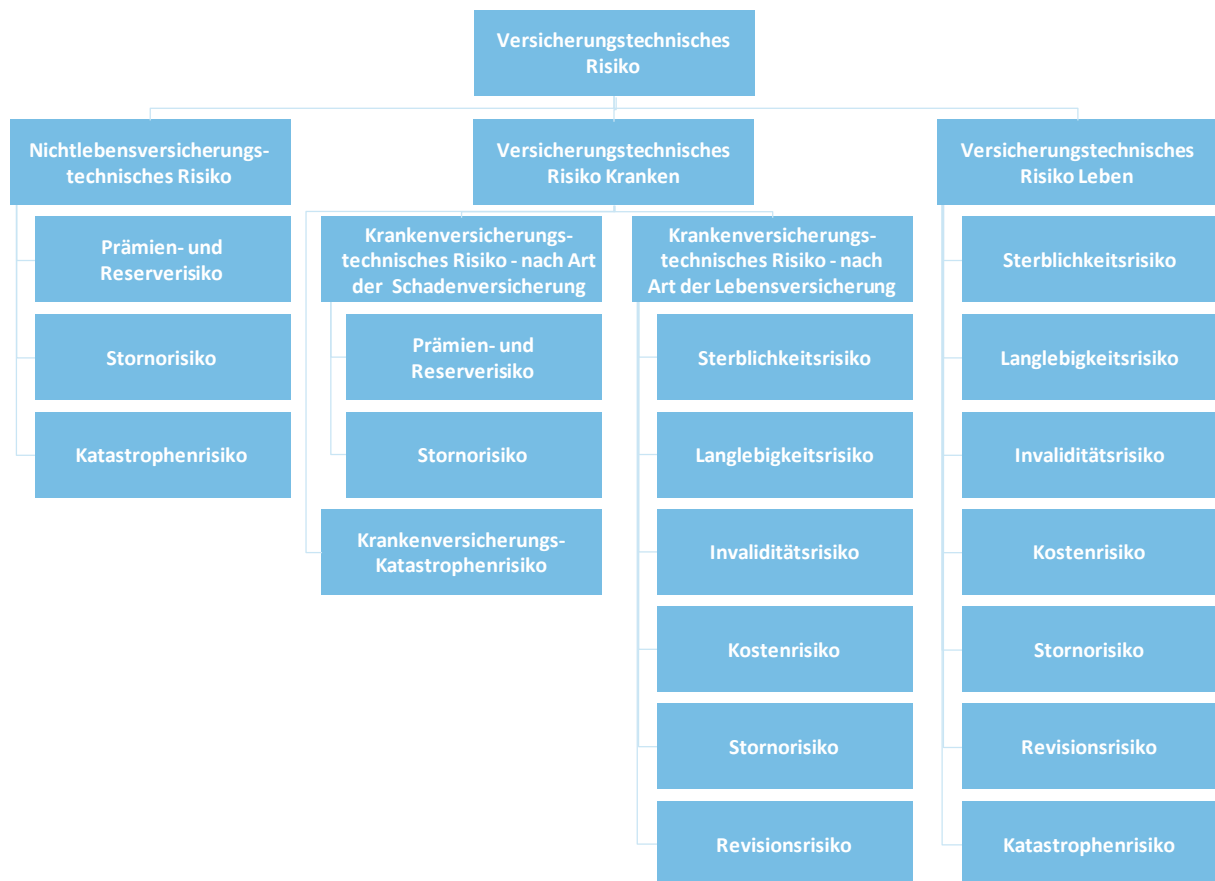 Versicherungstechnisches
Risiko
Nichtlebensversicherungs-
technisches Risiko
Prämien- und
Reserverisiko
Stornorisiko
Katastrophenrisiko
Versicherungstechnisches
Risiko Kranken
Krankenversicherungs-
technisches Risiko - nach Art
der Schadenversicherung
Prämien- und
Reserverisiko
Stornorisiko
Krankenversicherungs-
Katastrophenrisiko
Krankenversicherungs-
technisches Risiko - nach
Art der Lebensversicherung
Sterblichkeitsrisiko
Langlebigkeitsrisiko
Invaliditätsrisiko
Kostenrisiko
Stornorisiko
Revisionsrisiko
Versicherungstechnisches
Risiko Leben
Sterblichkeitsrisiko
Langlebigkeitsrisiko
Invaliditätsrisiko
Kostenrisiko
Stornorisiko
Revisionsrisiko
Katastrophenrisiko